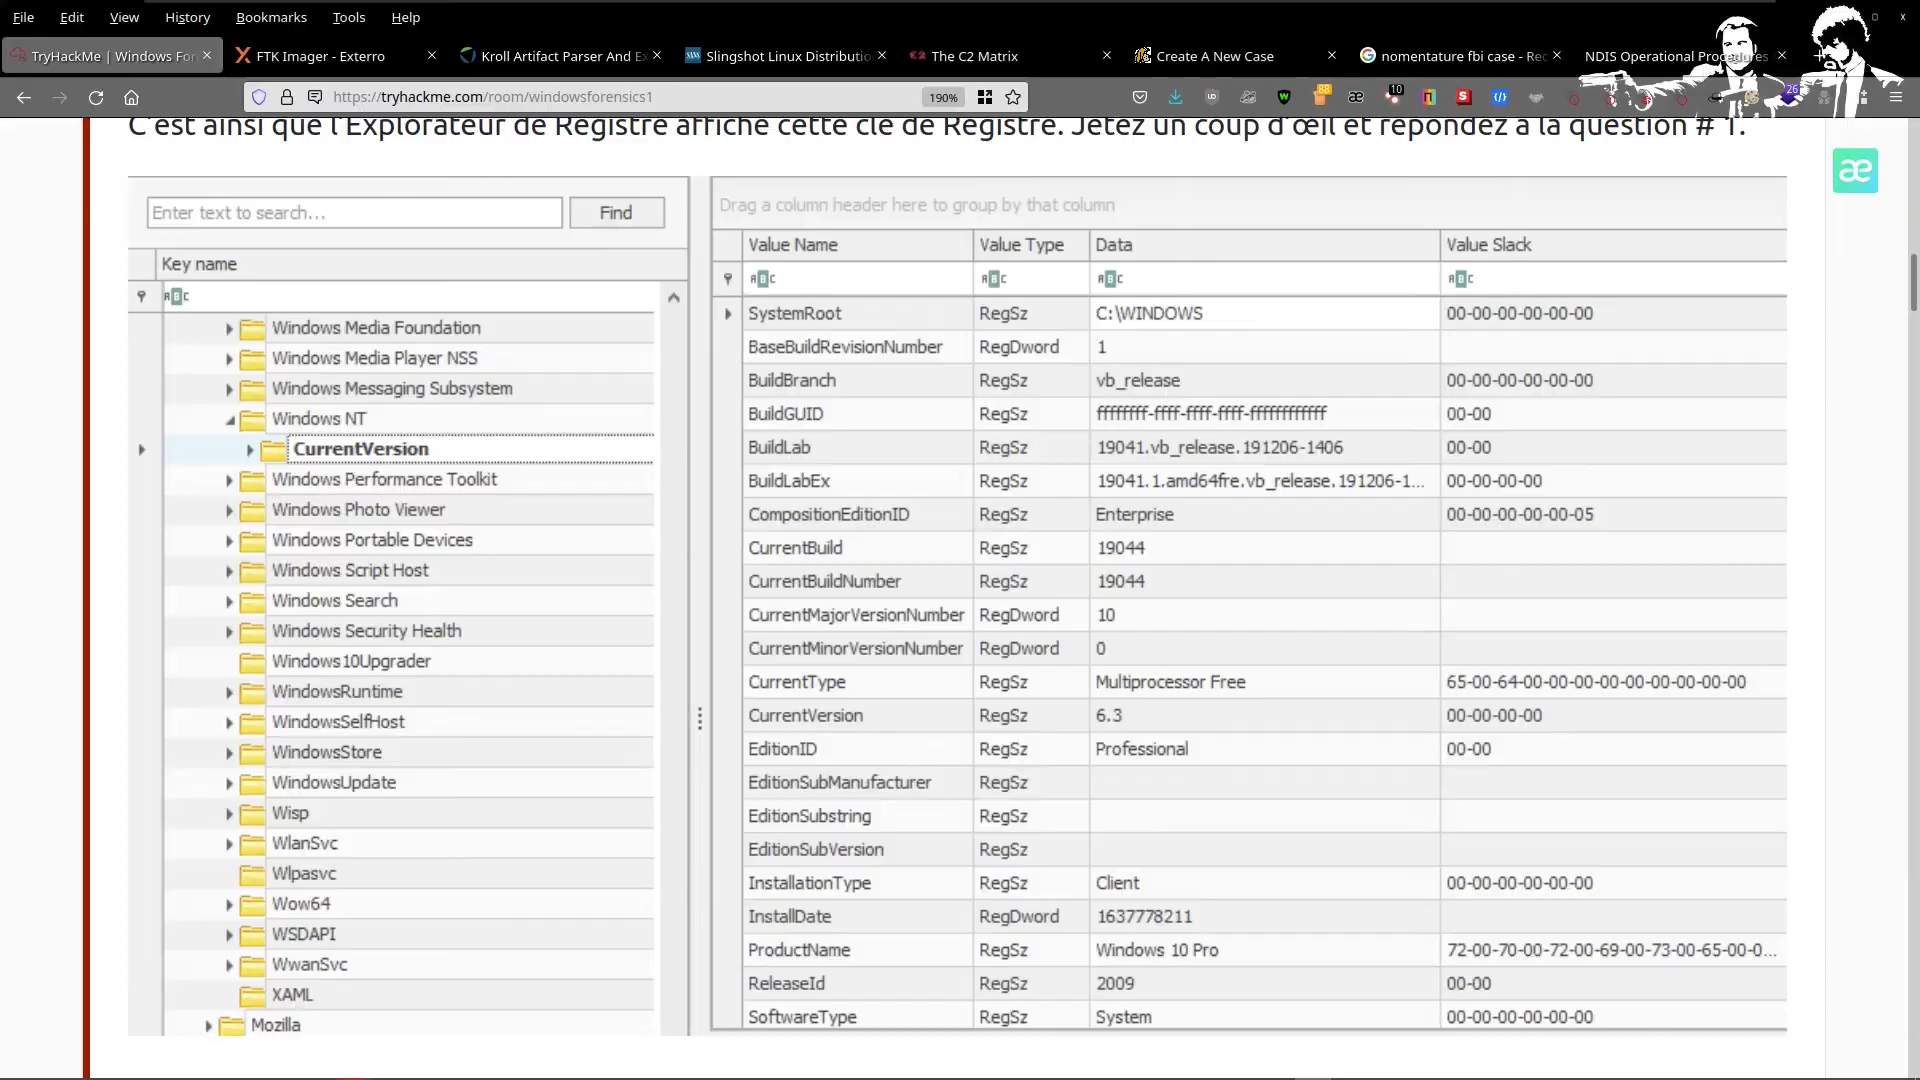 File Edit View History Bookmarks Tools Help
TryHackMe | Windows For
FTK Imager - Exterro
Kroll Artifact Parser And Ex
Slingshot Linux Distributio
The C2 Matrix
Create A New Case
nomentature fbi case - Rec
NDIS Operational Procedures
https://tryhackme.com/room/windowsforensics1
190%
88
10
26
C'est ainsi que l'Explorateur de Registre affiche cette clé de Registre. Jetez un coup d'œil et répondez à la question # 1.
æ
Enter text to search...
Find
Key name
Windows Media Foundation
Windows Media Player NSS
Windows Messaging Subsystem
Windows NT
CurrentVersion
Windows Performance Toolkit
Windows Photo Viewer
Windows Portable Devices
Windows Script Host
Windows Search
Windows Security Health
Windows10Upgrader
WindowsRuntime
WindowsSelfHost
WindowsStore
WindowsUpdate
Wisp
WlanSvc
Wlpasvc
Wow64
WSDAPI
WwanSvc
XAML
Mozilla
Drag a column header here to group by that column
Value Name Value Type Data Value Slack
SystemRoot RegSz C:\WINDOWS 00-00-00-00-00-00
BaseBuildRevisionNumber RegDword 1
BuildBranch RegSz vb_release 00-00-00-00-00-00
BuildGUID RegSz ffffffff-ffff-ffff-ffff-ffffffffffff 00-00
BuildLab RegSz 19041.vb_release.191206-1406 00-00
BuildLabEx RegSz 19041.1.amd64fre.vb_release.191206-1... 00-00-00-00
CompositionEditionID RegSz Enterprise 00-00-00-00-00-05
CurrentBuild RegSz 19044
CurrentBuildNumber RegSz 19044
CurrentMajorVersionNumber RegDword 10
CurrentMinorVersionNumber RegDword 0
CurrentType RegSz Multiprocessor Free 65-00-64-00-00-00-00-00-00-00-00-00
CurrentVersion RegSz 6.3 00-00-00-00
EditionID RegSz Professional 00-00
EditionSubManufacturer RegSz
EditionSubstring RegSz
EditionSubVersion RegSz
InstallationType RegSz Client 00-00-00-00-00-00
InstallDate RegDword 1637778211
ProductName RegSz Windows 10 Pro 72-00-70-00-72-00-69-00-73-00-65-00-0...
ReleaseId RegSz 2009 00-00
SoftwareType RegSz System 00-00-00-00-00-00